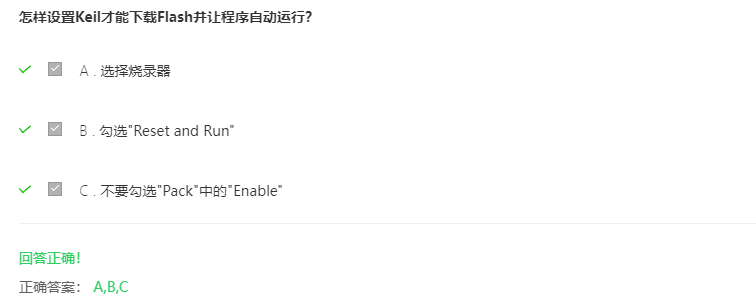 怎样设置Keil才能下载Flash并让程序自动运行？
A . 选择烧录器
B . 勾选"Reset and Run"
C . 不要勾选"Pack"中的"Enable"
回答正确！
正确答案： A,B,C